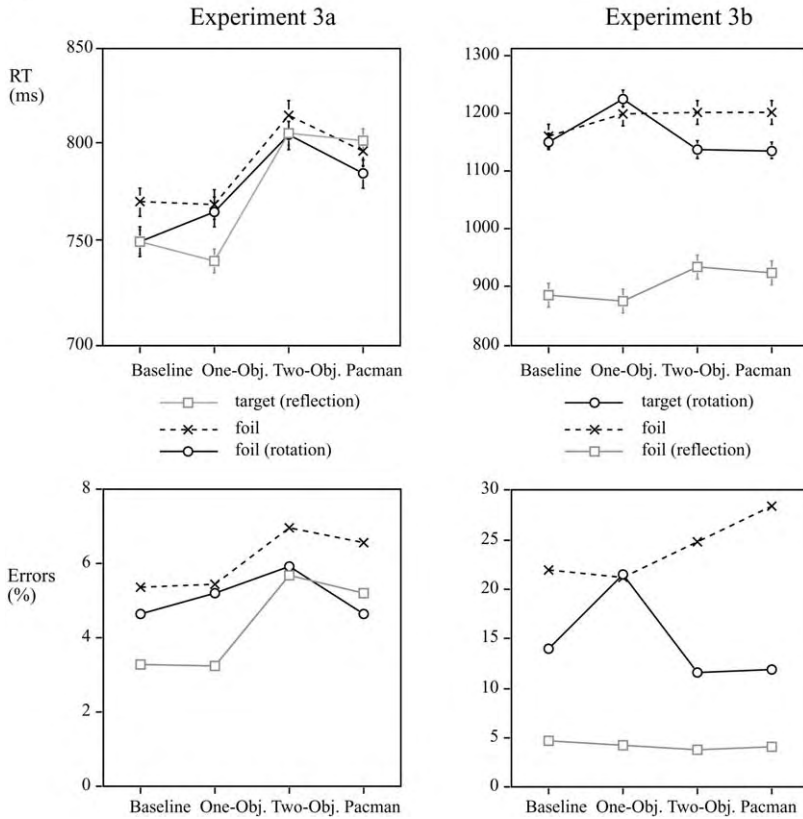 Experiment 3a
Experiment 3b
RT
(ms)
850
800
750
700
1300
1200
1100
1000
900
800
Baseline One-Obj. Two-Obj. Pacman
Baseline One-Obj. Two-Obj. Pacman
target (reflection)
foil
foil (rotation)
target (rotation)
foil
foil (reflection)
Errors
(%)
8
6
4
2
0
30
25
20
15
10
5
0
Baseline One-Obj. Two-Obj. Pacman
Baseline One-Obj. Two-Obj. Pacman